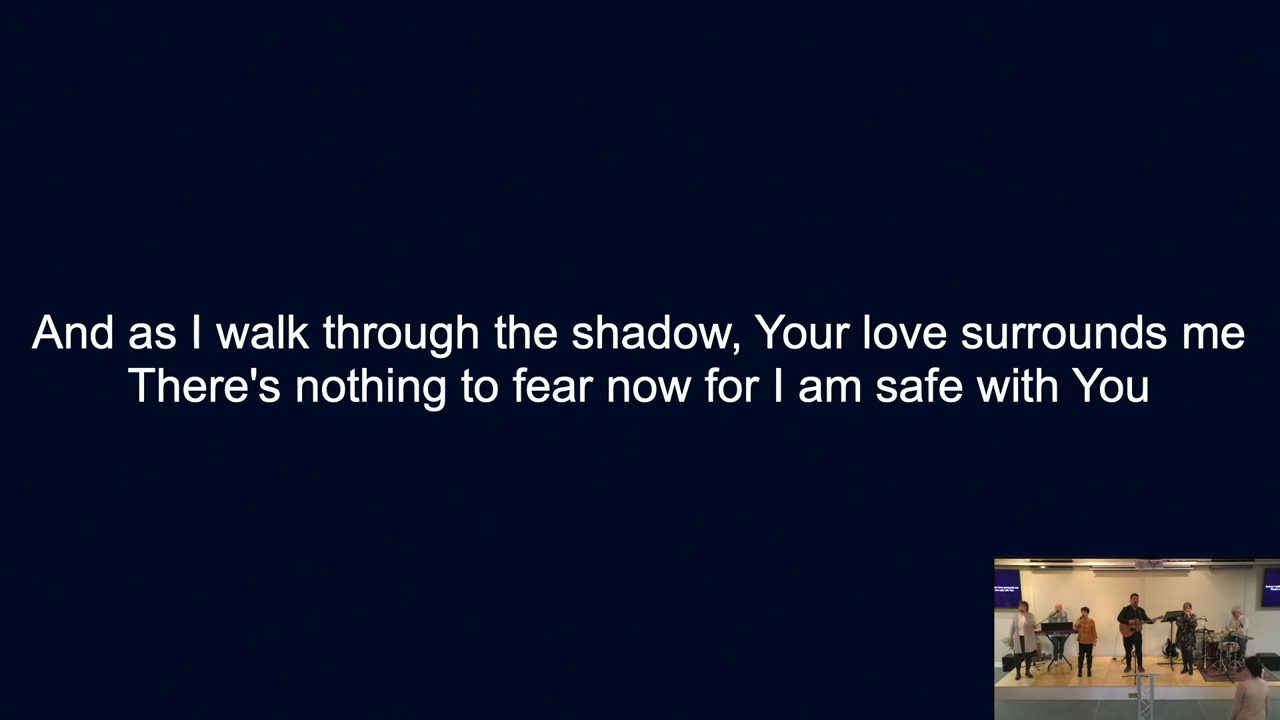 And as I walk through the shadow, Your love surrounds me
There's nothing to fear now for I am safe with You